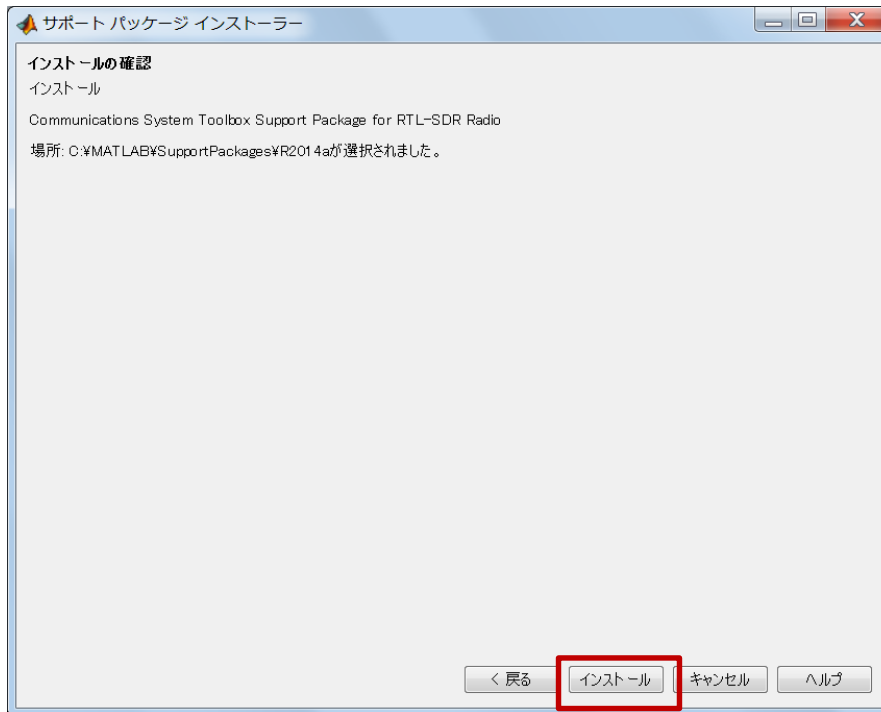 サポート パッケージ インストーラー
インストールの確認
インストール
Communications System Toolbox Support Package for RTL-SDR Radio
場所: C:¥MATLAB¥SupportPackages¥R2014aが選択されました。
< 戻る インストール キャンセル ヘルプ